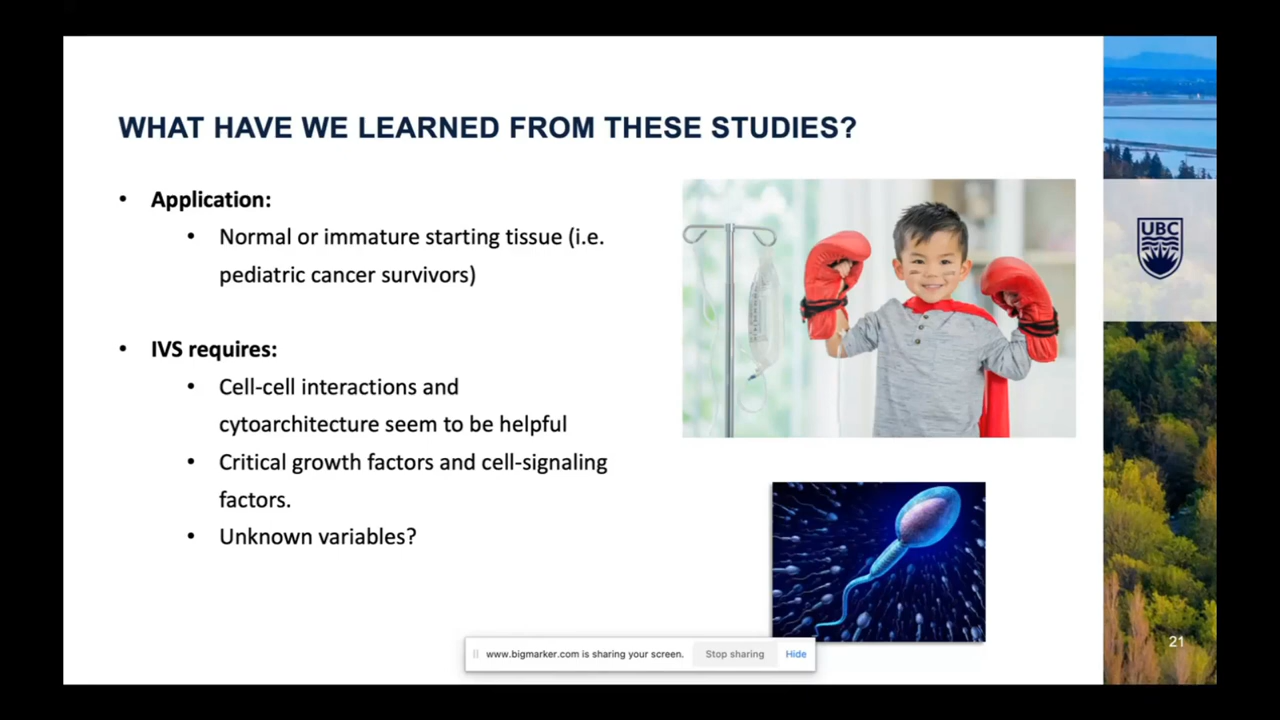 WHAT HAVE WE LEARNED FROM THESE STUDIES?
• Application:
• Normal or immature starting tissue (i.e.
pediatric cancer survivors)
• IVS requires:
• Cell-cell interactions and
cytoarchitecture seem to be helpful
• Critical growth factors and cell-signaling
factors.
• Unknown variables?
UBC
21
www.bigmarker.com is sharing your screen. Stop sharing Hide